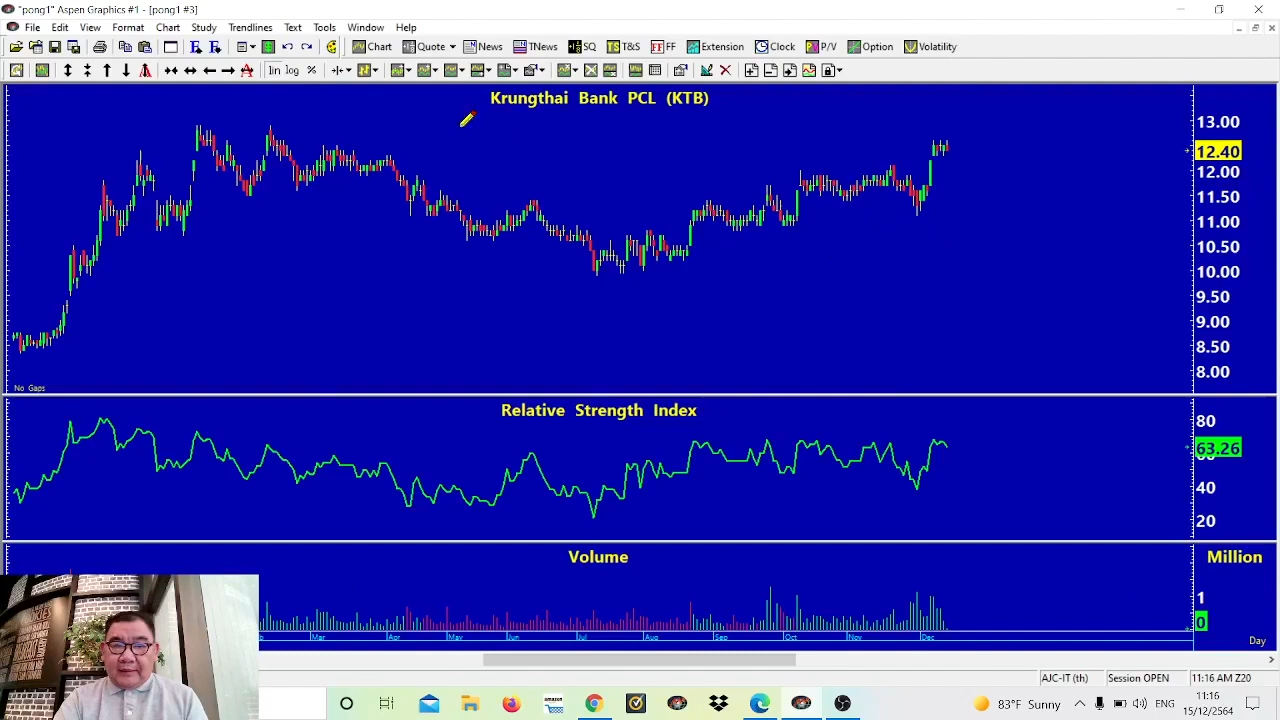 "pong1" Aspen Graphics #1 - [pong1 #3]
File Edit View Format Chart Study Trendlines Text Tools Window Help
Chart Quote News TNews SQ TS T&S FF FF Extension Clock P/V Option Volatility
lin log %
Krungthai Bank PCL (KTB)
13.00
12.40
12.00
11.50
11.00
10.50
10.00
9.50
9.00
8.50
8.00
No Gaps
Relative Strength Index
80
63.26
40
20
Volume
Million
1
0
Mar Apr May Jun Jul Aug Sep Oct Nov Dec
Day
AJC-IT (th) Session OPEN 11:16 AM Z20
amazon
83°F Sunny ENG
11:16
15/12/2564